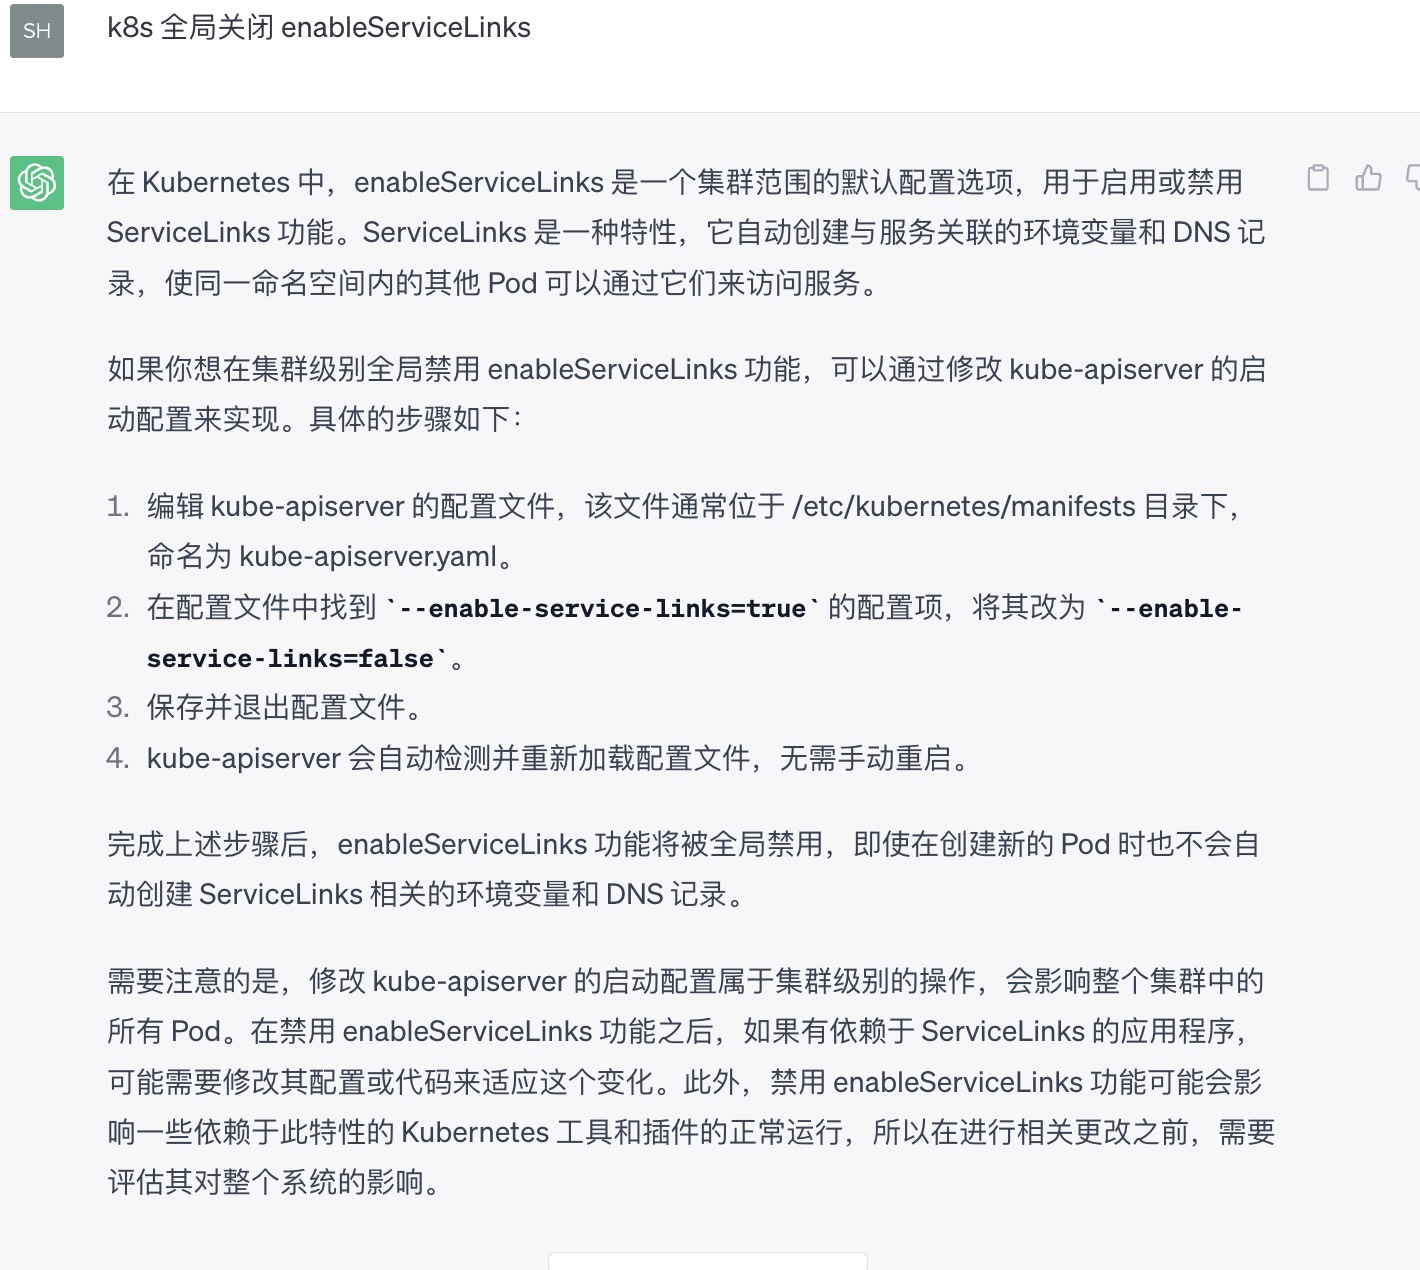 SH
k8s 全局关闭 enableServiceLinks
在 Kubernetes 中，enableServiceLinks 是一个集群范围的默认配置选项，用于启用或禁用
ServiceLinks 功能。ServiceLinks 是一种特性，它自动创建与服务关联的环境变量和 DNS 记
录，使同一命名空间内的其他 Pod 可以通过它们来访问服务。
如果你想在集群级别全局禁用 enableServiceLinks 功能，可以通过修改 kube-apiserver 的启
动配置来实现。具体的步骤如下：
1. 编辑 kube-apiserver 的配置文件，该文件通常位于 /etc/kubernetes/manifests 目录下，
命名为 kube-apiserver.yaml。
2. 在配置文件中找到 `--enable-service-links=true` 的配置项，将其改为 `--enable-
service-links=false`。
3. 保存并退出配置文件。
4. kube-apiserver 会自动检测并重新加载配置文件，无需手动重启。
完成上述步骤后，enableServiceLinks 功能将被全局禁用，即使在创建新的 Pod 时也不会自
动创建 ServiceLinks 相关的环境变量和 DNS 记录。
需要注意的是，修改 kube-apiserver 的启动配置属于集群级别的操作，会影响整个集群中的
所有 Pod。在禁用 enableServiceLinks 功能之后，如果有依赖于 ServiceLinks 的应用程序，
可能需要修改其配置或代码来适应这个变化。此外，禁用 enableServiceLinks 功能可能会影
响一些依赖于此特性的 Kubernetes 工具和插件的正常运行，所以在进行相关更改之前，需要
评估其对整个系统的影响。